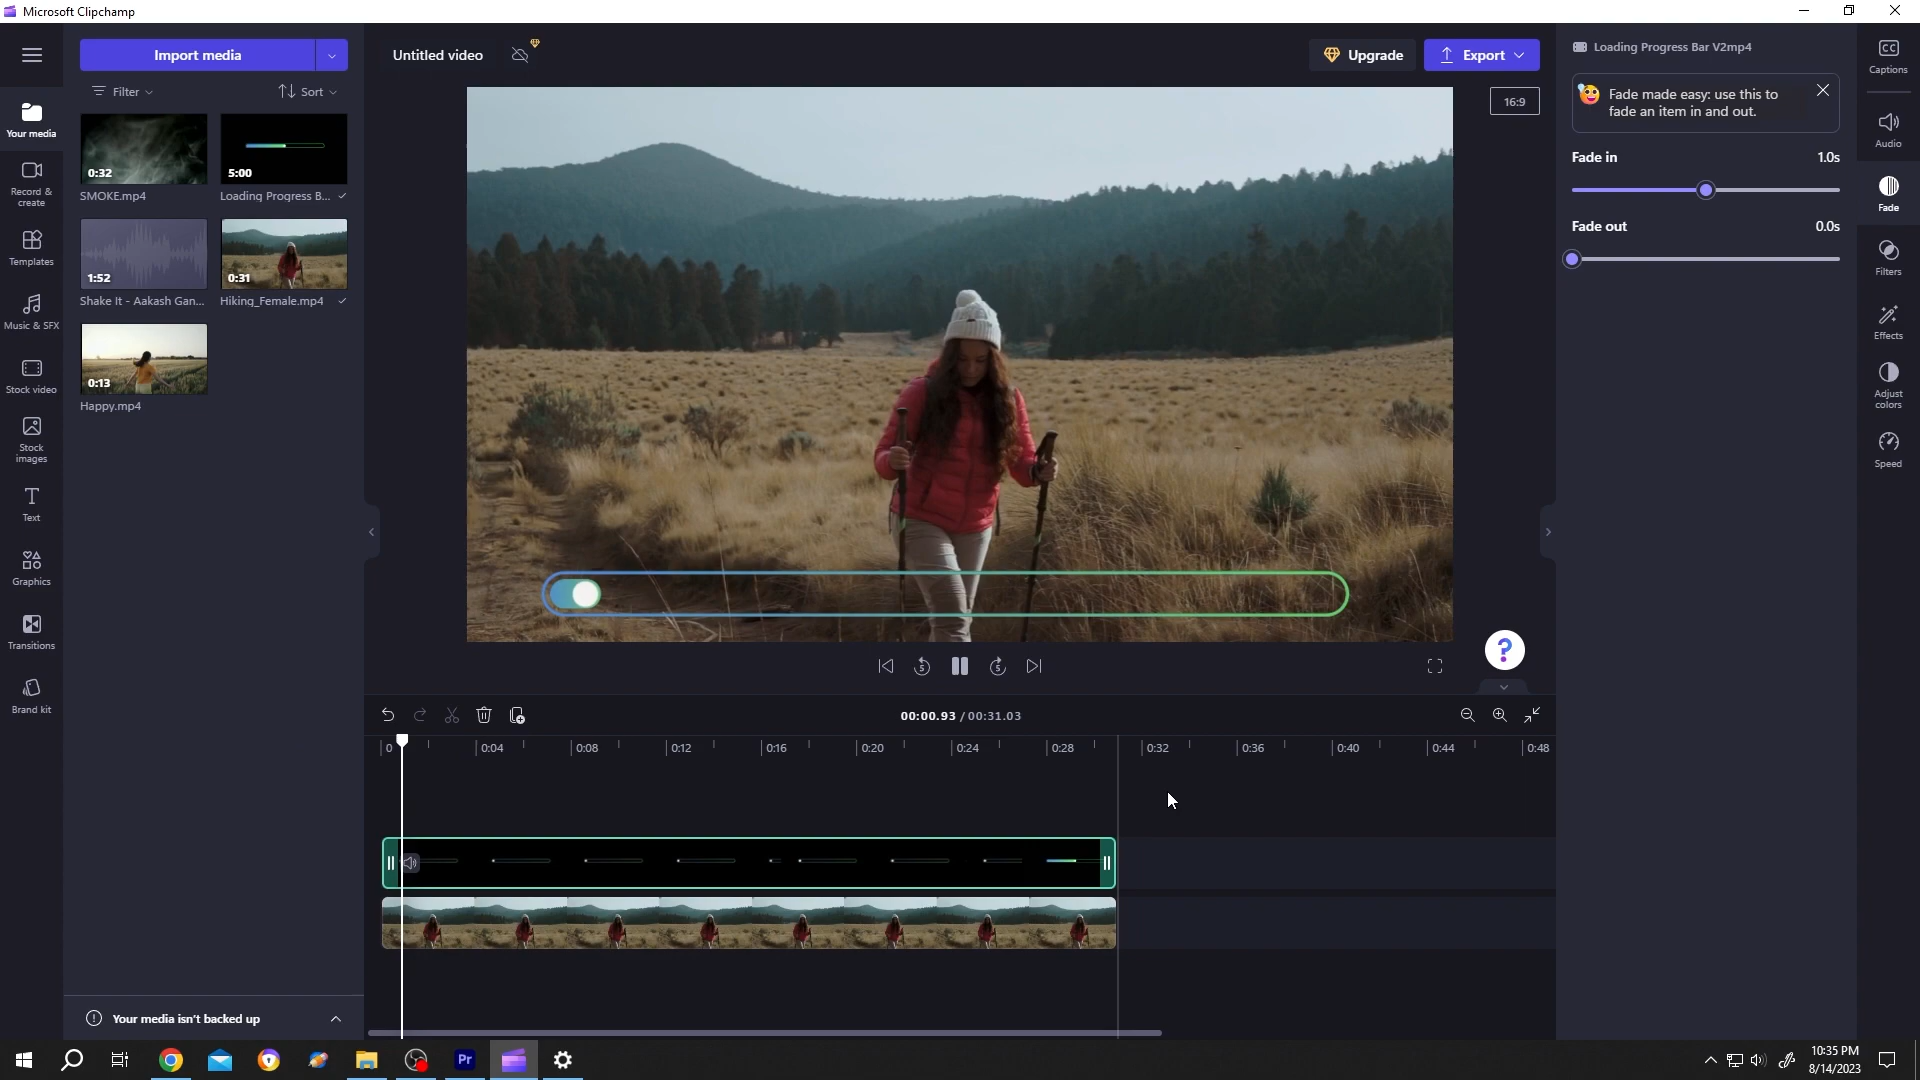 Microsoft Clipchamp
Import media
Filter
Sort
Your media
Record &
create
Templates
Music & SFX
Stock video
Stock
images
Text
Graphics
Transitions
Brand kit
0:32
SMOKE.mp4
5:00
Loading Progress B...
1:52
Shake It - Aakash Gan...
0:31
Hiking_Female.mp4
0:13
Happy.mp4
Your media isn't backed up
Untitled video
Upgrade
Export
16:9
5
5
?
00:00.93 / 00:31.03
0
0:04
0:08
0:12
0:16
0:20
0:24
0:28
0:32
0:36
0:40
0:44
0:48
Loading Progress Bar V2mp4
Fade made easy: use this to
fade an item in and out.
Fade in
1.0s
Fade out
0.0s
CC
Captions
Audio
Fade
Filters
Effects
Adjust
colors
Speed
Pr
10:35 PM
8/14/2023